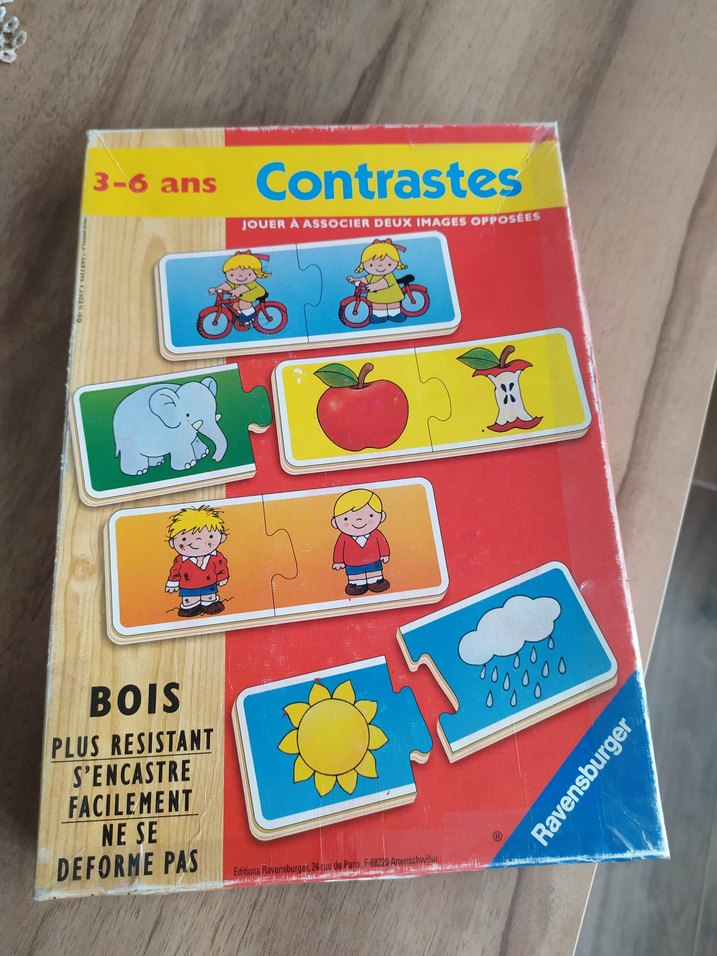 3-6 ans
Contrastes
JOUER À ASSOCIER DEUX IMAGES OPPOSÉES
BOIS
PLUS RESISTANT
S'ENCASTRE
FACILEMENT
NE SE
DEFORME PAS
Ravensburger
®
Editions Ravensburger, 24 rue de Paris, F-68220 Attenschwiller